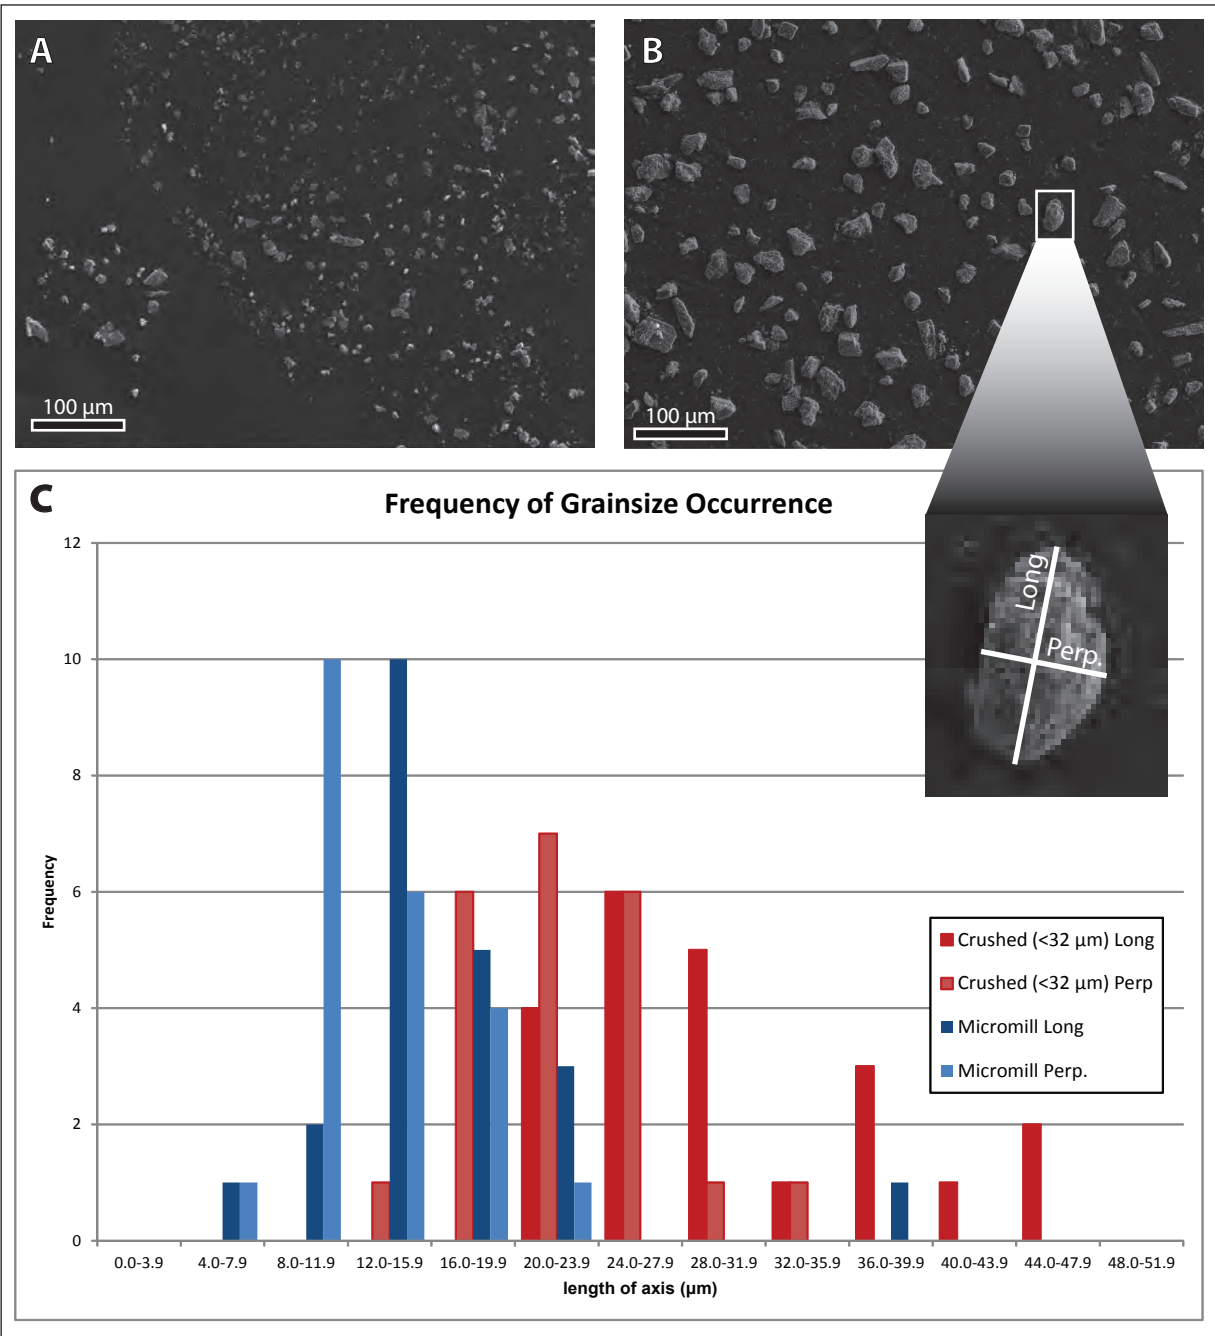 A
B
100 µm
100 µm
C
Frequency of Grainsize Occurrence
Long
Perp.
12
10
8
6
4
2
0
Frequency
Crushed (<32 µm) Long
Crushed (<32 µm) Perp
Micromill Long
Micromill Perp.
0.0-3.9 4.0-7.9 8.0-11.9 12.0-15.9 16.0-19.9 20.0-23.9 24.0-27.9 28.0-31.9 32.0-35.9 36.0-39.9 40.0-43.9 44.0-47.9 48.0-51.9
length of axis (µm)